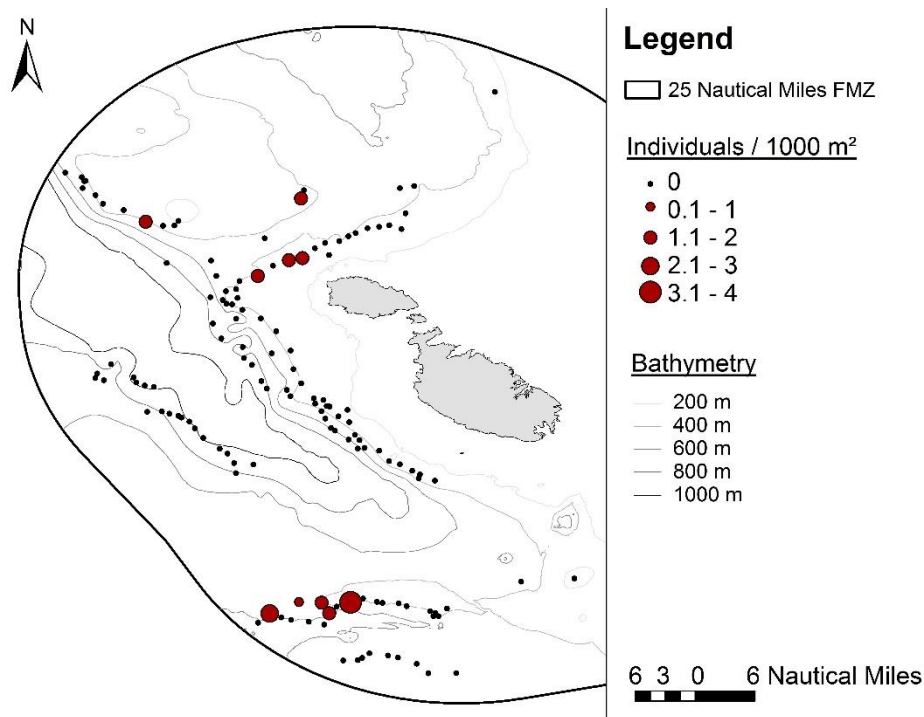 N
Legend
25 Nautical Miles FMZ
Individuals / 1000 m²
0
0.1 - 1
1.1 - 2
2.1 - 3
3.1 - 4
Bathymetry
200 m
400 m
600 m
800 m
1000 m
6 3 0 6 Nautical Miles